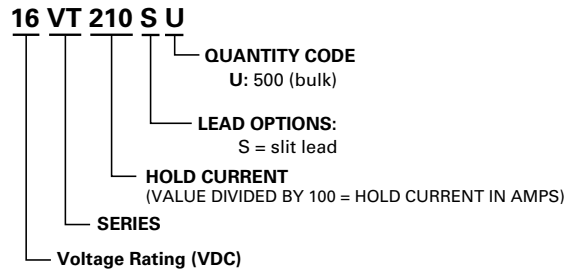 16 VT 210 S U
QUANTITY CODE
U: 500 (bulk)
LEAD OPTIONS:
S = slit lead
HOLD CURRENT
(VALUE DIVIDED BY 100 = HOLD CURRENT IN AMPS)
SERIES
Voltage Rating (VDC)